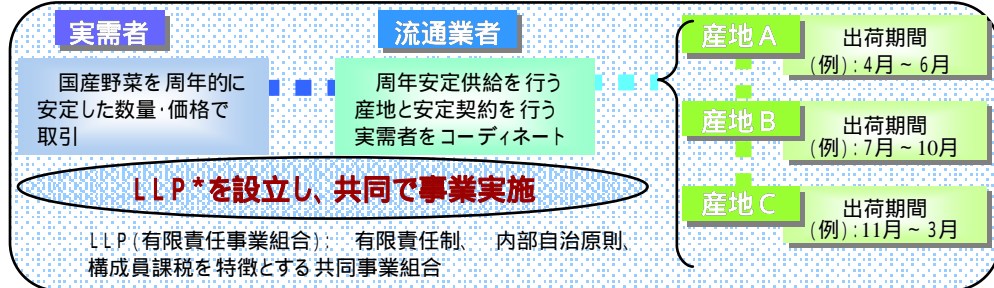 実需者
国産野菜を周年的に
安定した数量・価格で
取引
流通業者
周年安定供給を行う
産地と安定契約を行う
実需者をコーディネート
産地A
出荷期間
(例):4月~6月
産地B
出荷期間
(例):7月~10月
産地C
出荷期間
(例):11月~3月
LLP*を設立し、共同で事業実施
LLP(有限責任事業組合): 有限責任制、 内部自治原則、
構成員課税を特徴とする共同事業組合